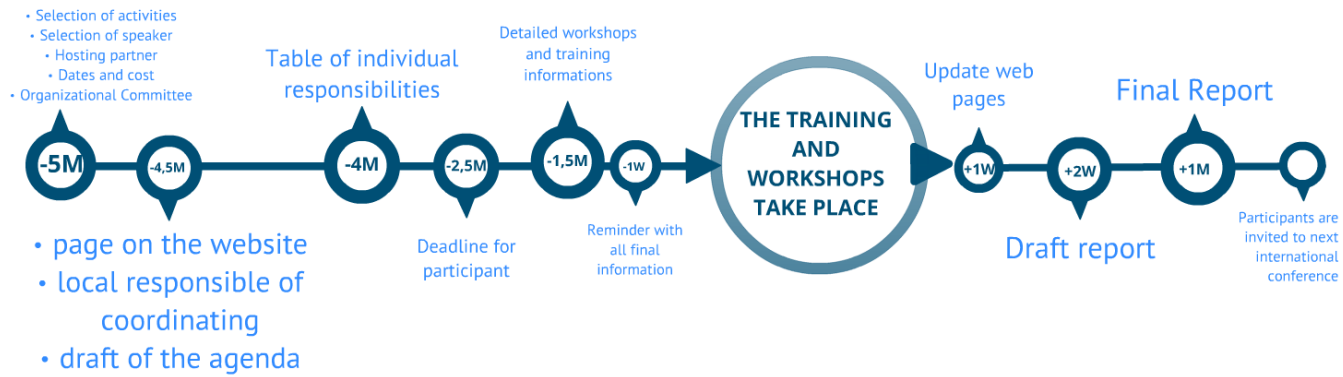 • Selection of activities
• Selection of speaker
• Hosting partner
• Dates and cost
• Organizational Committee
-5M
-4,5M
• page on the website
• local responsible of
coordinating
• draft of the agenda
Table of individual
responsibilities
-4M
-2,5M
Deadline for
participant
Detailed workshops
and training
informations
-1,5M
-1W
Reminder with
all final
information
THE TRAINING
AND
WORKSHOPS
TAKE PLACE
Update web
pages
+1W
+2W
Draft report
Final Report
+1M
Participants are
invited to next
international
conference